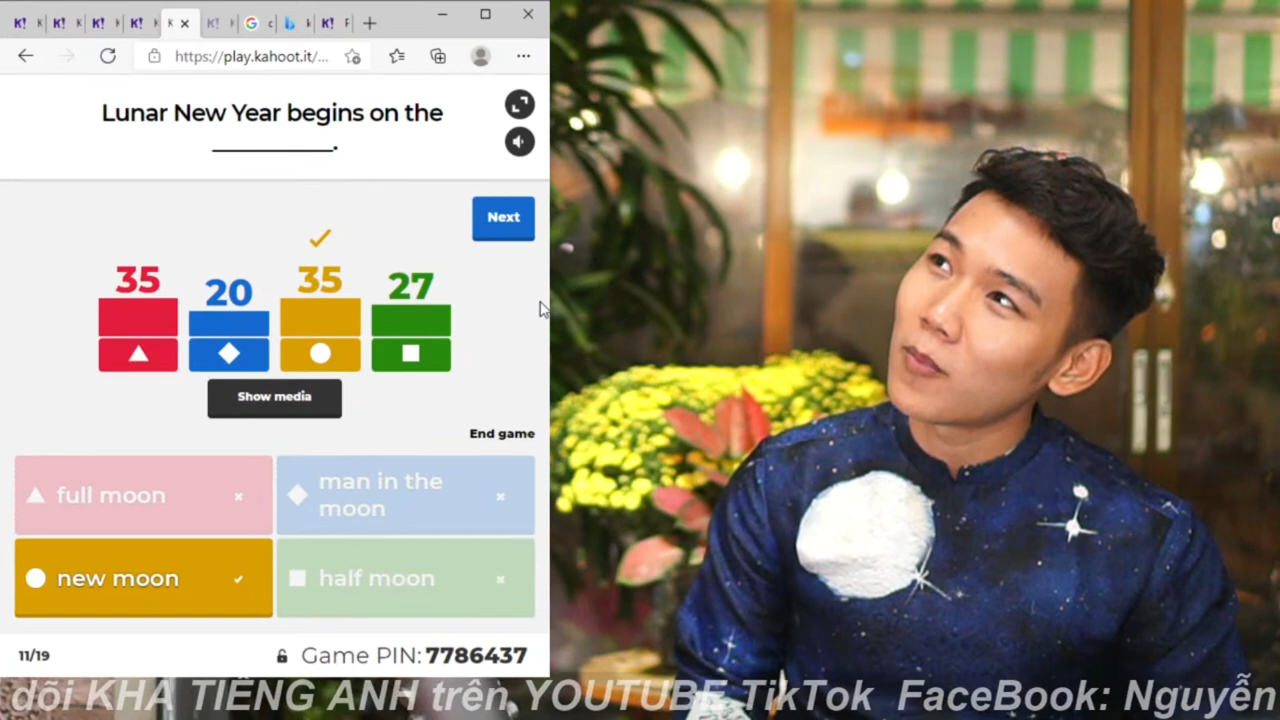 https://play.kahoot.it/...
Lunar New Year begins on the
____________.
Next
35
20
35
27
Show media
End game
full moon
man in the
moon
new moon
half moon
11/19
Game PIN: 7786437
dõi KHA TIẾNG ANH trên YOUTUBE TikTok FaceBook: Nguyễn